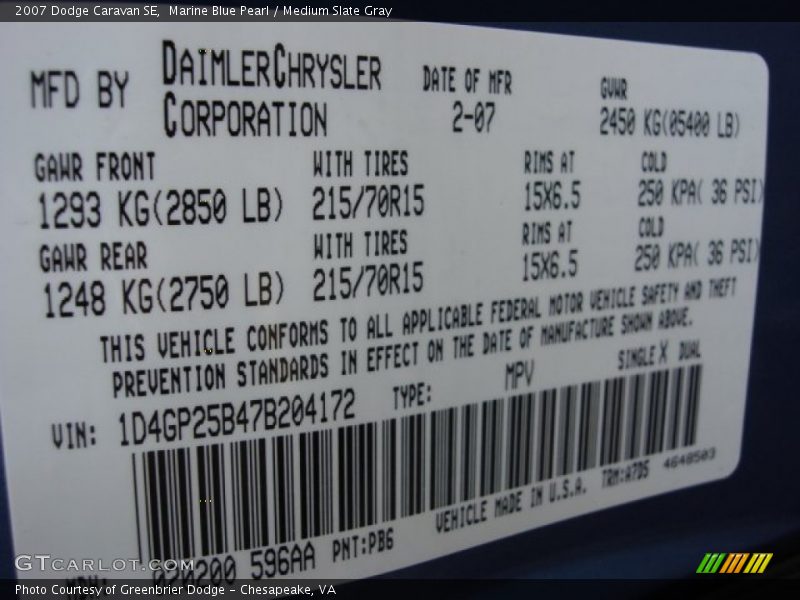 2007 Dodge Caravan SE,  Marine Blue Pearl / Medium Slate Gray
MFD BY DAIMLERCHRYSLER CORPORATION DATE OF MFR 2-07 GVWR 2450 KG(05400 LB)
GAWR FRONT WITH TIRES RIMS AT COLD
1293 KG(2850 LB) 215/70R15 15X6.5 250 KPA( 36 PSI)
GAWR REAR WITH TIRES RIMS AT COLD
1248 KG(2750 LB) 215/70R15 15X6.5 250 KPA( 36 PSI)
THIS VEHICLE CONFORMS TO ALL APPLICABLE FEDERAL MOTOR VEHICLE SAFETY AND THEFT
PREVENTION STANDARDS IN EFFECT ON THE DATE OF MANUFACTURE SHOWN ABOVE.
VIN: 1D4GP25B47B204172 TYPE: MPV SINGLE X DUAL
VEHICLE MADE IN U.S.A. TRM:A7D5 4648503
MDH: 020200 596AA PNT:PB6
GTCarlot.com
Photo Courtesy of Greenbrier Dodge - Chesapeake, VA